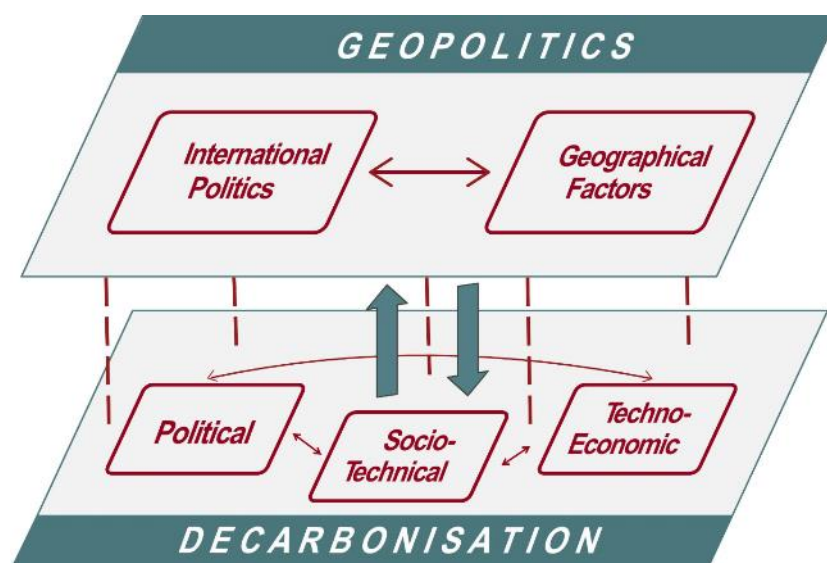 GEOPOLITICS
International
Politics
Geographical
Factors
Political
Socio-
Technical
Techno-
Economic
DECARBONISATION